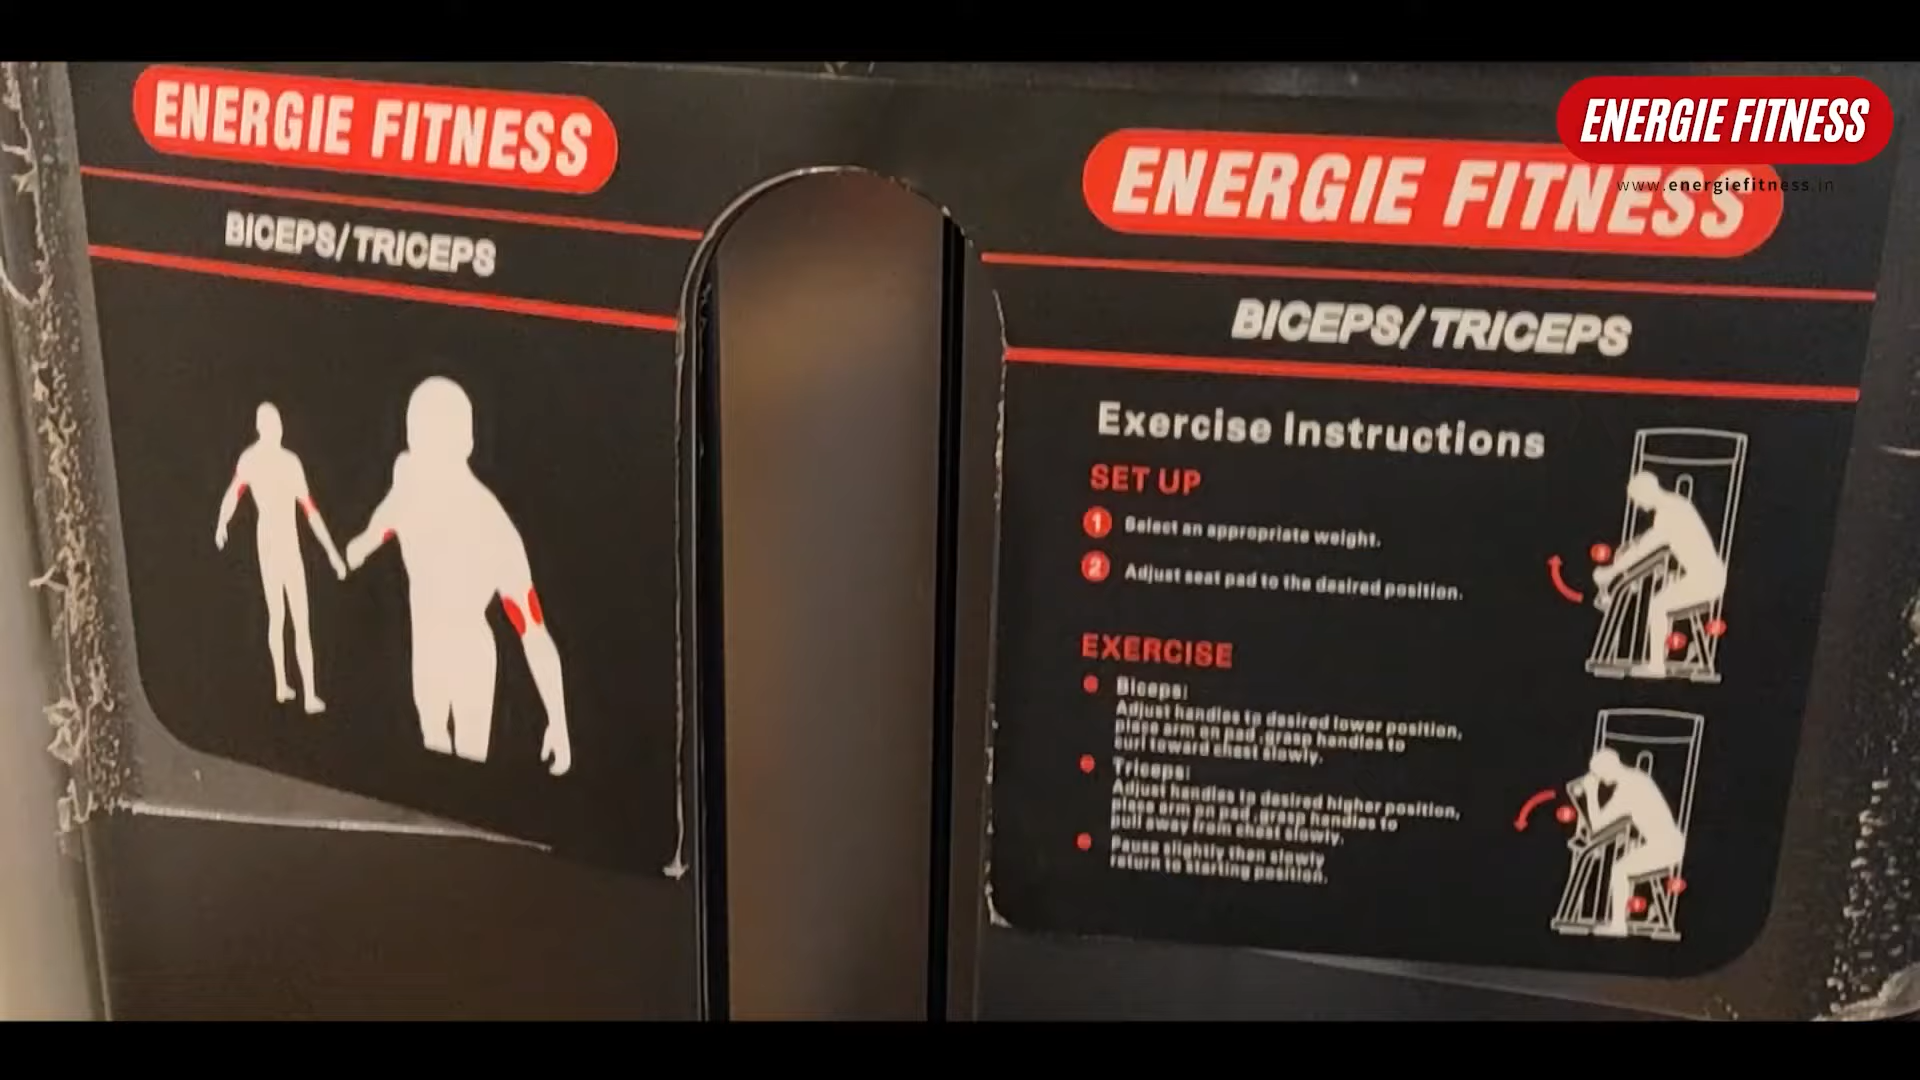 ENERGIE FITNESS
BICEPS/TRICEPS
ENERGIE FITNESS
www.energiefitness.in
ENERGIE FITNESS
BICEPS/TRICEPS
Exercise Instructions
SET UP
1 Select an appropriate weight.
2 Adjust seat pad to the desired position.
EXERCISE
Biceps:
Adjust handles to desired lower position,
place arm on pad ,grasp handles to
curl toward chest slowly.
Triceps:
Adjust handles to desired higher position,
place arm on pad ,grasp handles to
pull away from chest slowly.
Pause slightly then slowly
return to starting position.